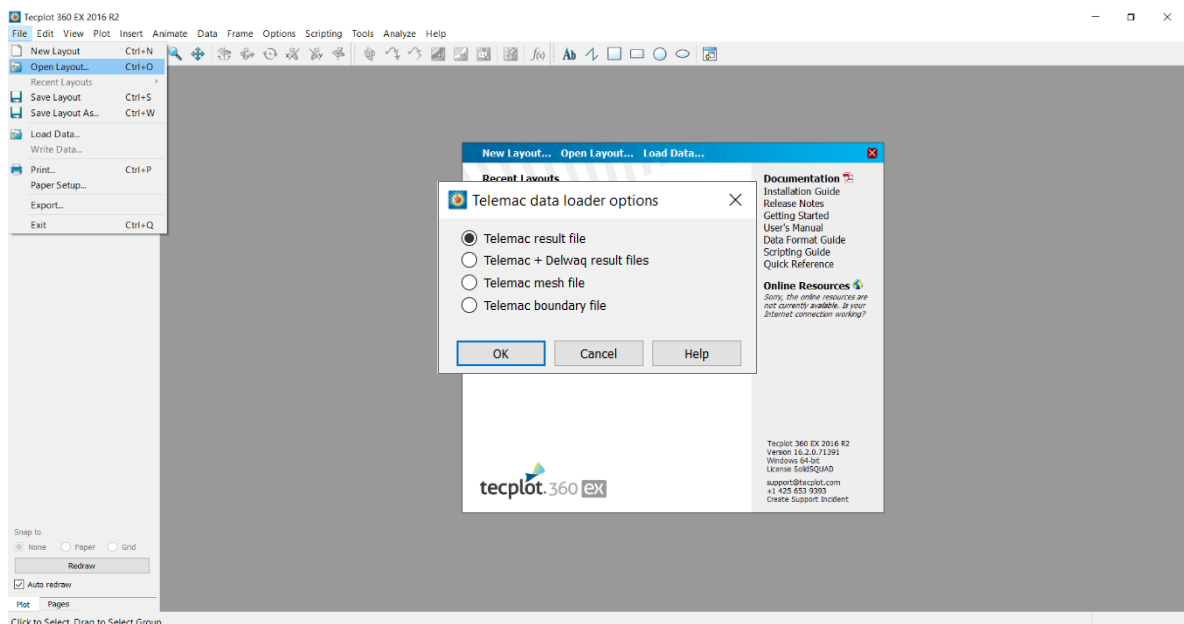 Tecplot 360 EX 2016 R2
File Edit View Plot Insert Animate Data Frame Options Scripting Tools Analyze Help
New Layout Ctrl+N
Open Layout... Ctrl+O
Recent Layouts
Save Layout Ctrl+S
Save Layout As... Ctrl+W
Load Data...
Write Data...
Print... Ctrl+P
Paper Setup...
Export...
Exit Ctrl+Q
New Layout... Open Layout... Load Data...
Recent Layouts
Telemac data loader options
Telemac result file
Telemac + Delwaq result files
Telemac mesh file
Telemac boundary file
OK Cancel Help
Documentation
Installation Guide
Release Notes
Getting Started
User's Manual
Data Format Guide
Scripting Guide
Quick Reference
Online Resources
Sorry, the online resources are
not currently available. Is your
Internet connection working?
tecplot.360 ex
Tecplot 360 EX 2016 R2
Version 16.2.0.71391
Windows 64-bit
License SolidSQUAD
support@tecplot.com
+1 425 653 9393
Create Support Incident
Snap to
None Paper Grid
Redraw
Auto redraw
Plot Pages
Click to Select, Drag to Select Group